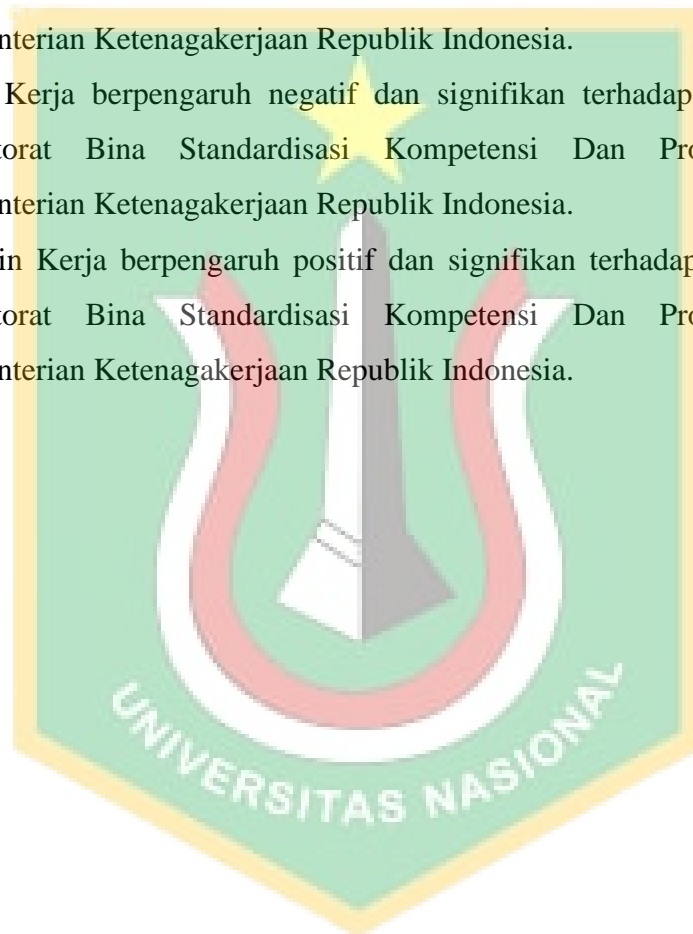 nterian Ketenagakerjaan Republik Indonesia.
Kerja berpengaruh negatif dan signifikan terhadap
torat Bina Standardisasi Kompetensi Dan Pro
nterian Ketenagakerjaan Republik Indonesia.
in Kerja berpengaruh positif dan signifikan terhadap
torat Bina Standardisasi Kompetensi Dan Pro
nterian Ketenagakerjaan Republik Indonesia.
UNIVERSITAS NASIONAL